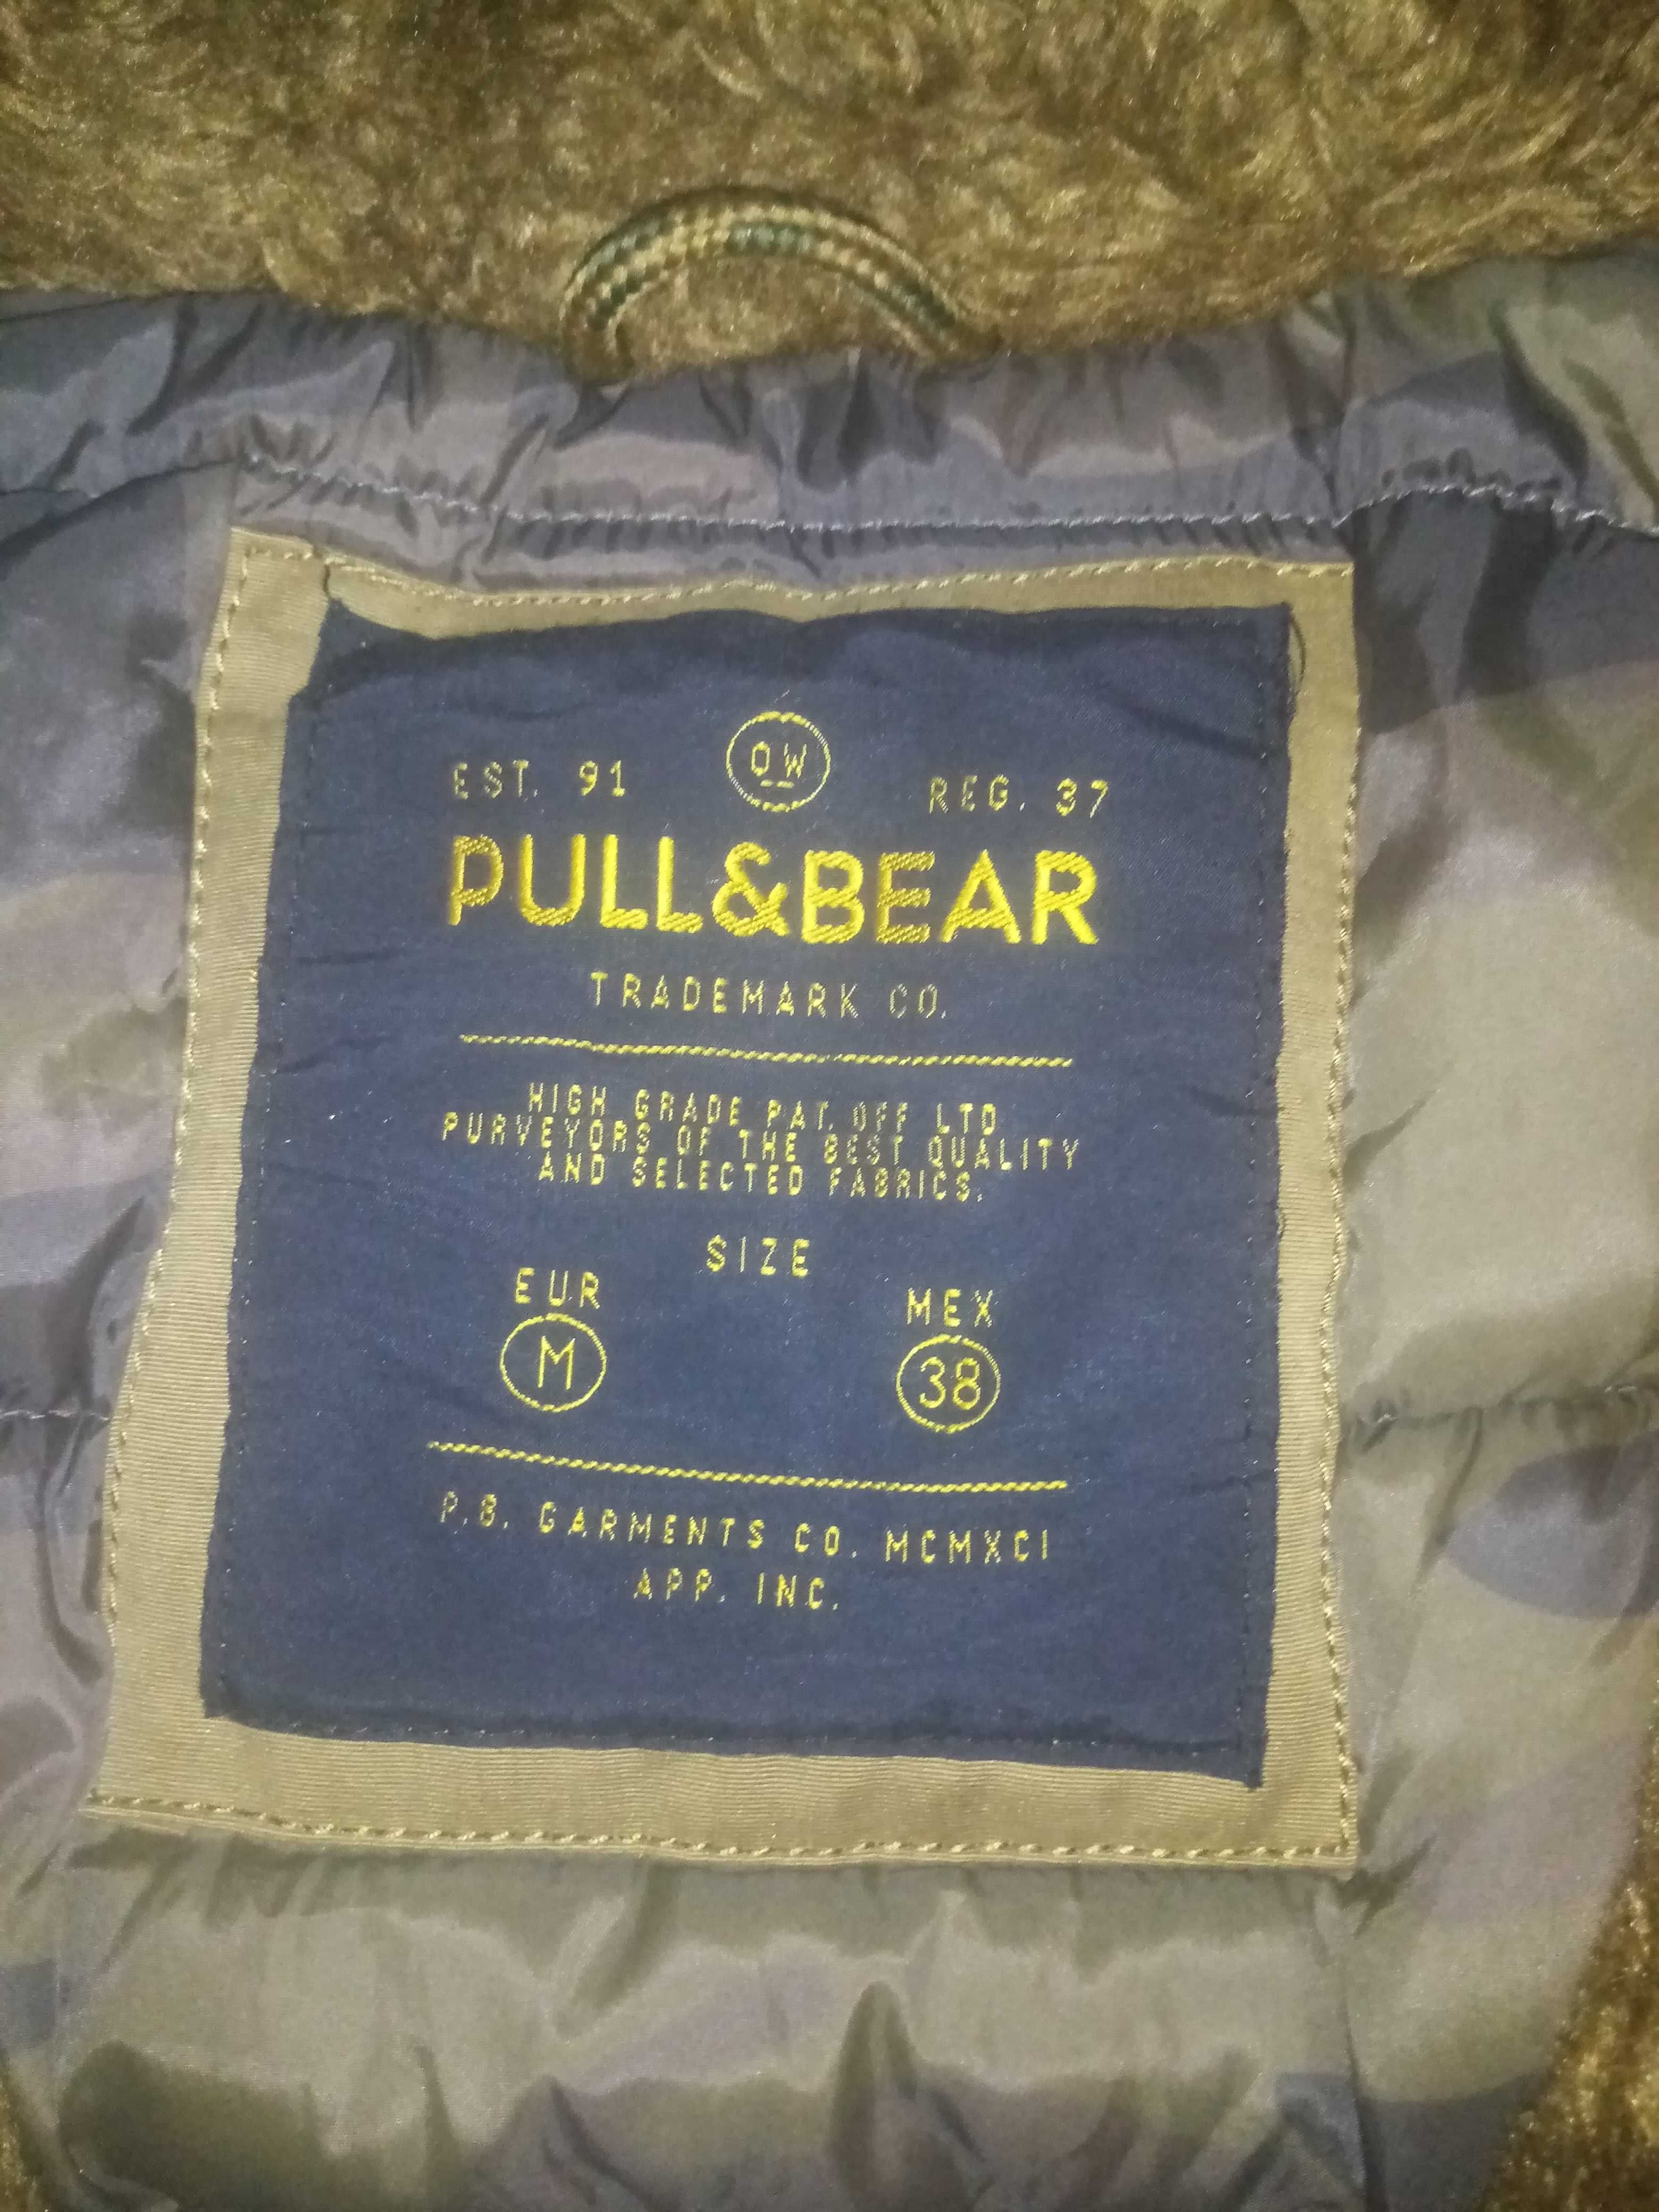 EST. 91 OW REG. 37
PULL&BEAR
TRADEMARK CO.
HIGH GRADE PAT. OFF LTD
PURVEYORS OF THE BEST QUALITY
AND SELECTED FABRICS.
SIZE
EUR MEX
M 38
P.B. GARMENTS CO. MCMXCI
APP. INC.